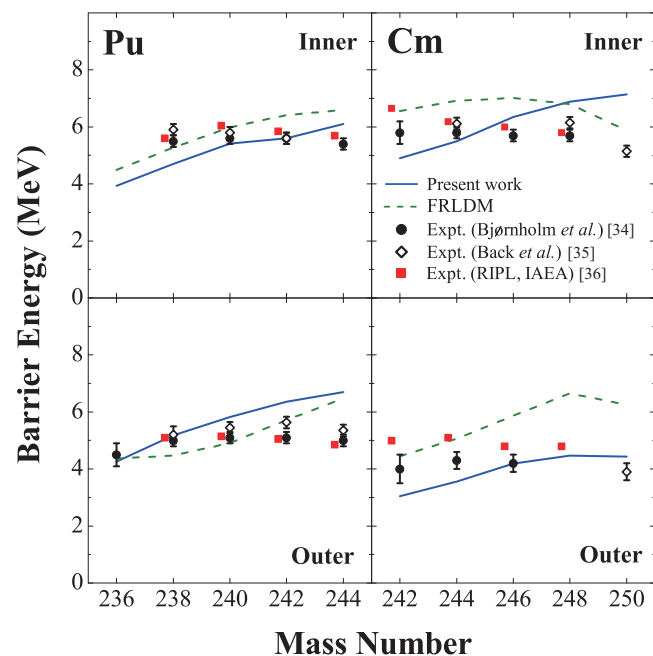 Pu
Inner
Cm
Inner
8
6
4
2
0
Present work
FRLDM
Expt. (Bjørnholm et al.) [34]
Expt. (Back et al.) [35]
Expt. (RIPL, IAEA) [36]
Barrier Energy (MeV)
8
6
4
2
0
Outer
Outer
236 238 240 242 244 242 244 246 248 250
Mass Number